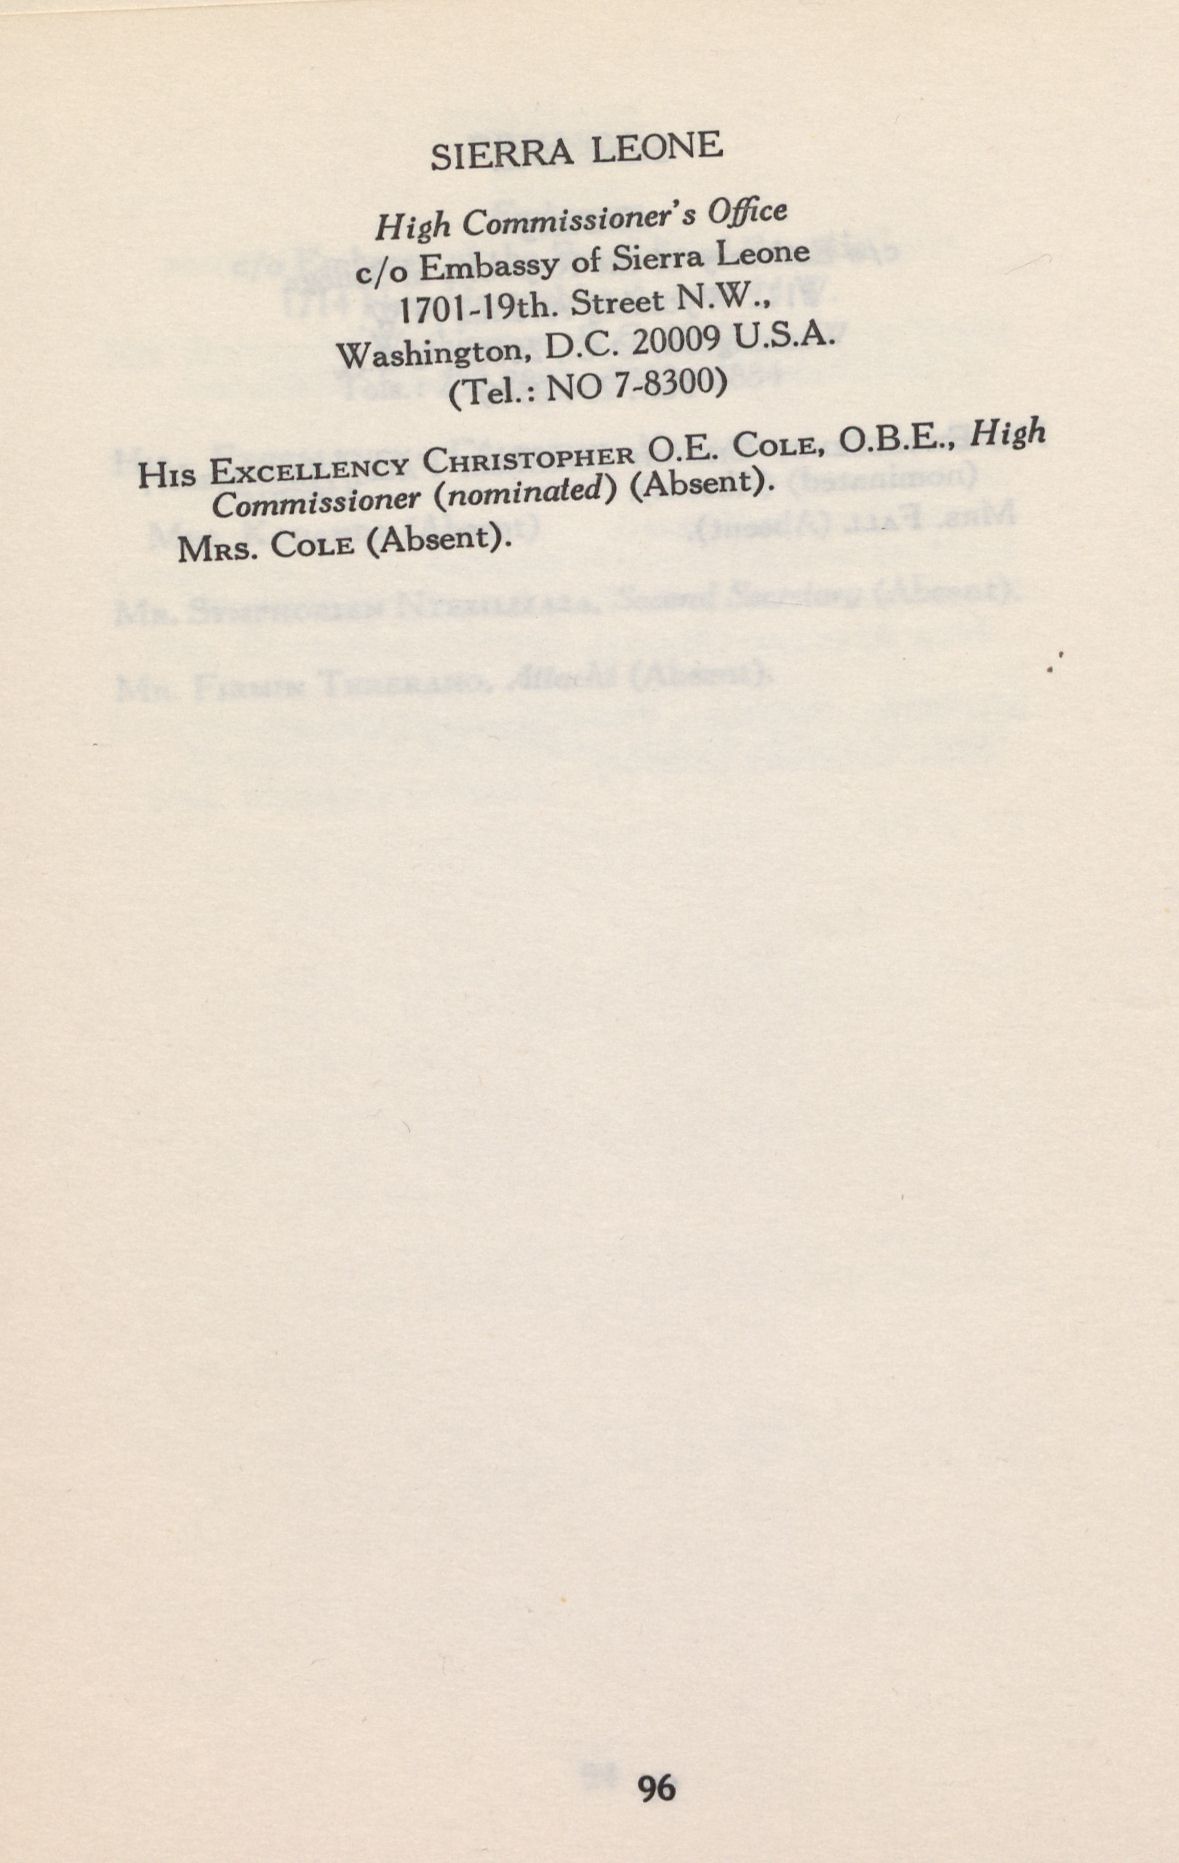 SIERRA LEONE
High Commissioner's Office
c/o Embassy of Sierra Leone
1701-19th. Street N.W.,
Washington, D.C. 20009 U.S.A.
(Tel.: NO 7-8300)
HIS EXCELLENCY CHRISTOPHER O.E. COLE, O.B.E., High
Commissioner (nominated) (Absent).
MRS. COLE (Absent).
96